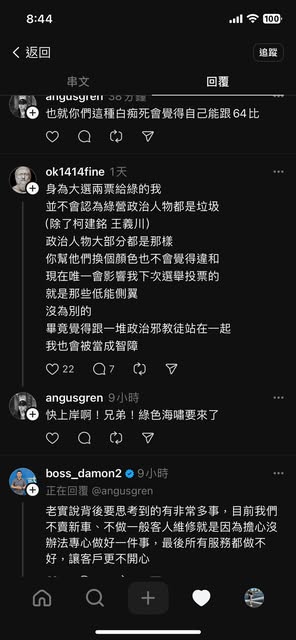 8:44
100
返回
追蹤
串文
回覆
angusgren 38分鐘
也就你們這種白痴死會覺得自己能跟64比
ok1414fine 1天
身為大選兩票給綠的我
並不會認為綠營政治人物都是垃圾
(除了柯建銘 王義川)
政治人物大部分都是那樣
你幫他們換個顏色也不會覺得違和
現在唯一會影響我下次選舉投票的
就是那些低能側翼
沒為別的
畢竟覺得跟一堆政治邪教徒站在一起
我也會被當成智障
22
7
angusgren 9小時
快上岸啊！兄弟！綠色海嘯要來了
boss_damon2 9小時
正在回覆 @angusgren
老實說背後要思考到的有非常多事，目前我們
不賣新車、不做一般客人維修就是因為擔心沒
辦法專心做好一件事，最後所有服務都做不
好，讓客戶更不開心